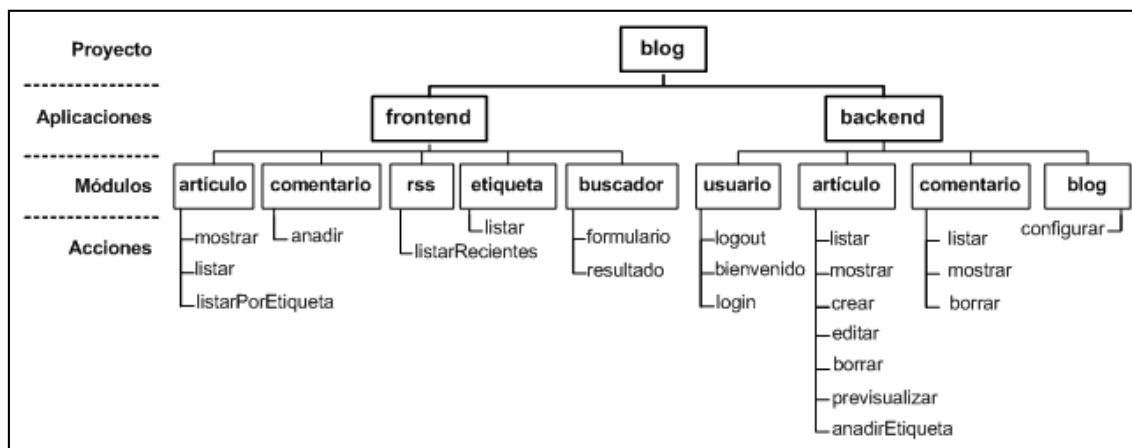 Proyecto
blog
Aplicaciones
frontend
backend
Módulos
artículo
comentario
rss
etiqueta
buscador
usuario
artículo
comentario
blog
Acciones
mostrar
listar
listarPorEtiqueta
anadir
listarRecientes
listar
formulario
resultado
logout
bienvenido
login
listar
mostrar
crear
editar
borrar
previsualizar
anadirEtiqueta
listar
mostrar
borrar
configurar